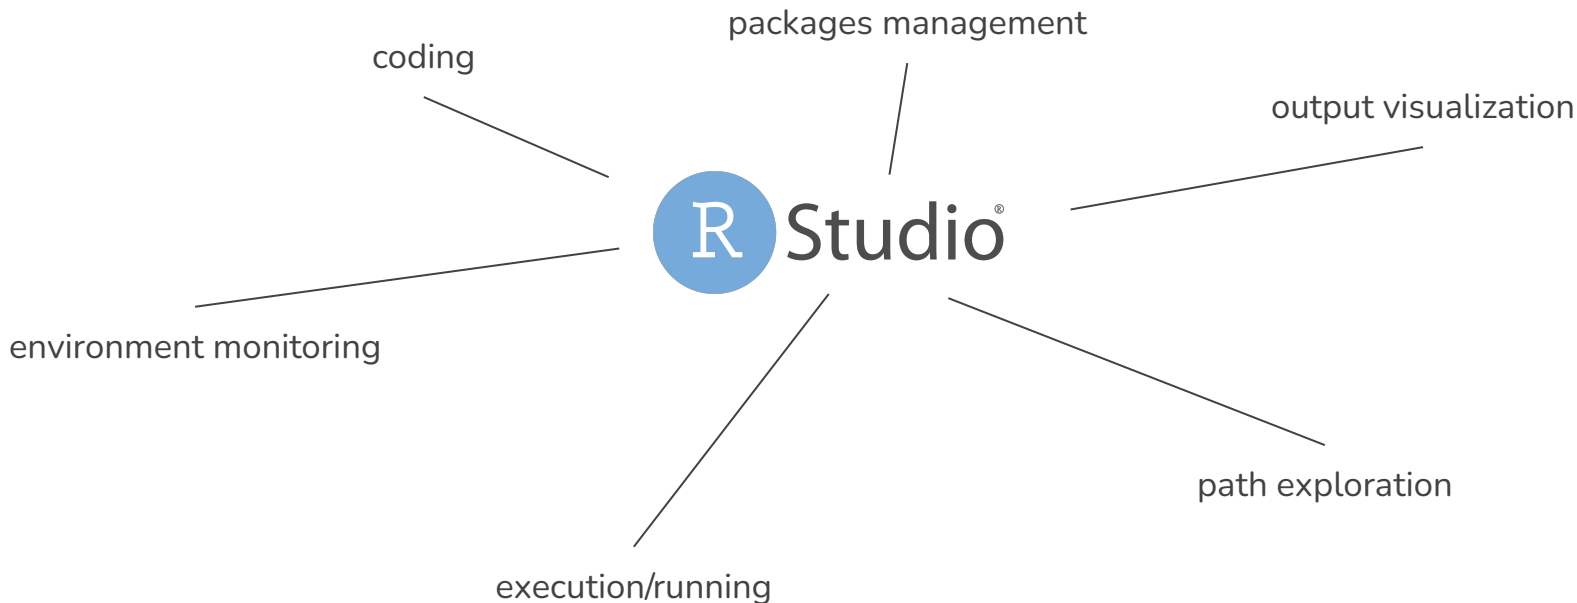 packages management
coding
output visualization
R Studio®
environment monitoring
path exploration
execution/running